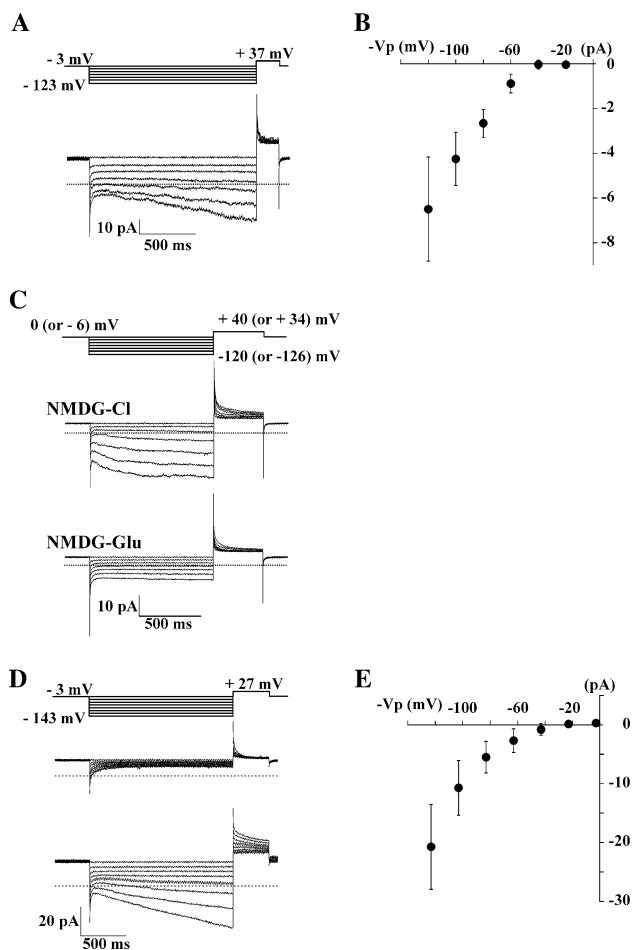 A
- 3 mV
+ 37 mV
- 123 mV
10 pA
500 ms
B
-Vp (mV)
-100
-60
-20
(pA)
0
-2
-4
-6
-8
C
0 (or - 6) mV
+ 40 (or + 34) mV
-120 (or -126) mV
NMDG-Cl
NMDG-Glu
10 pA
500 ms
D
- 3 mV
+ 27 mV
- 143 mV
20 pA
500 ms
E
-Vp (mV)
-100
-60
-20
(pA)
0
-10
-20
-30